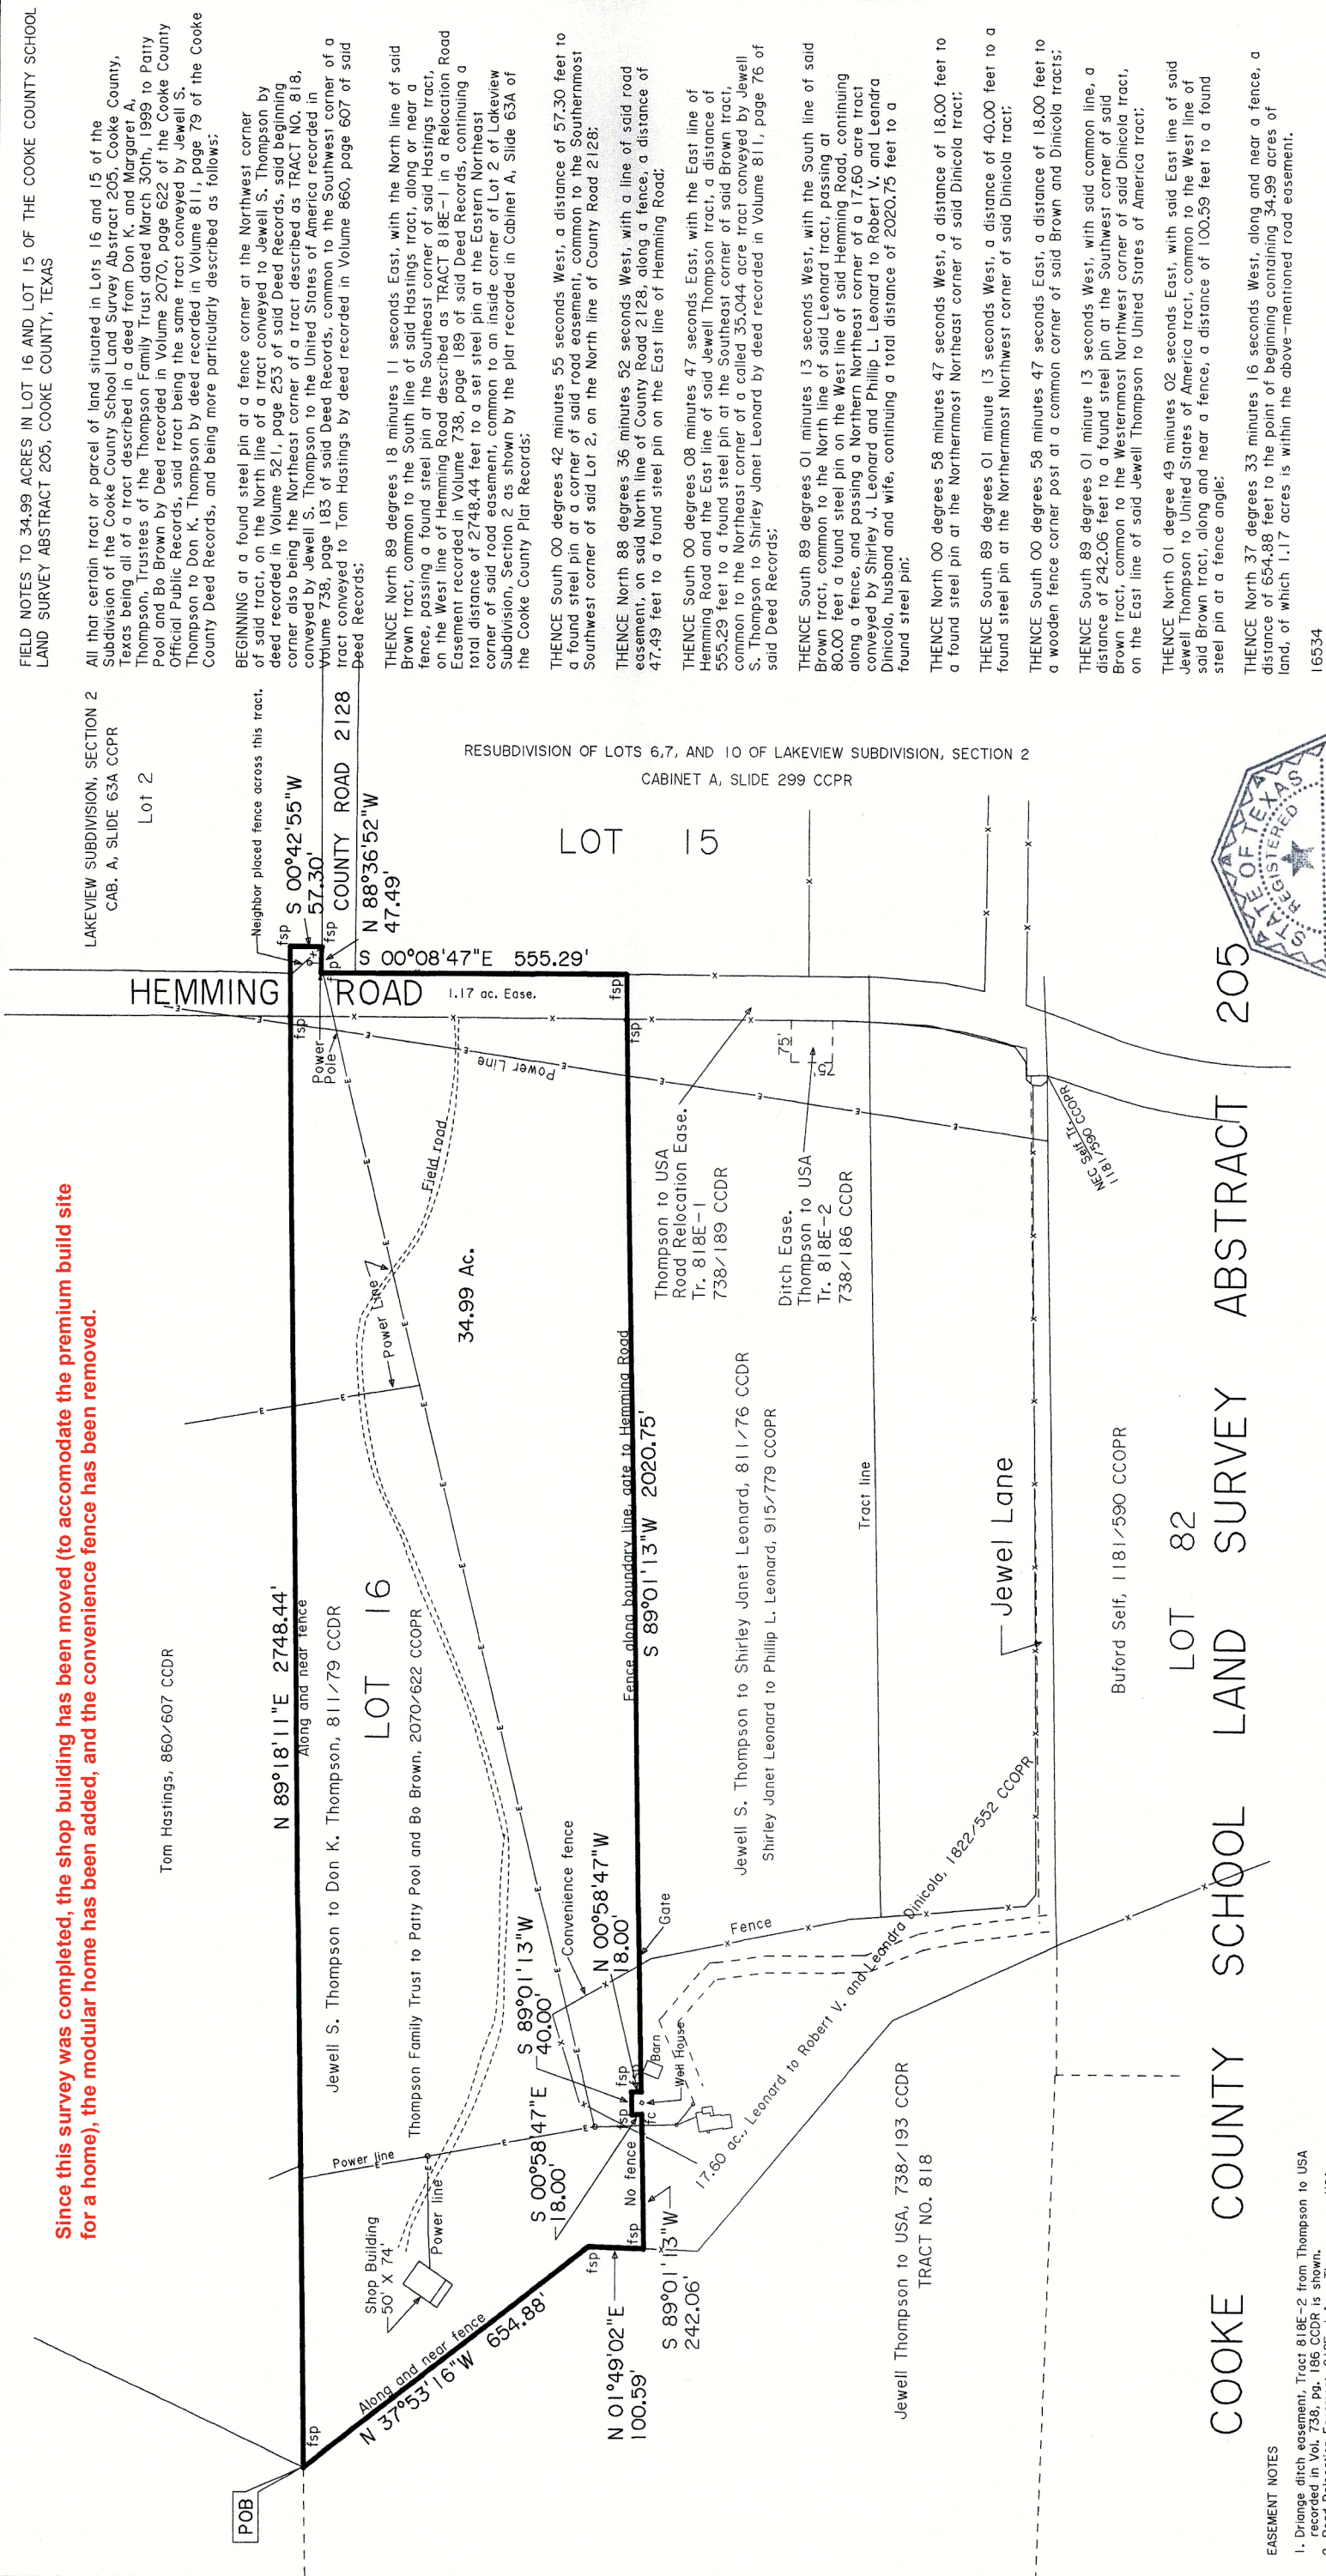 Since this survey was completed, the shop building has been moved (to accomodate the premium build site
for a home), the modular home has been added, and the convenience fence has been removed.
POB
Tom Hastings, 860/607 CCDR
N 89°18'11"E 2748.44'
Along and near fence
Jewell S. Thompson to Don K. Thompson, 811/79 CCDR
LOT 16
Thompson Family Trust to Patty Pool and Bo Brown, 2070/622 CCOPR
fsp
Along and near fence
N 37°53'16"W 654.88'
Shop Building
50' X 74'
Power line
Power line
S 00°58'47"E
18.00'
S 89°01'13"W
40.00'
Convenience fence
N 00°58'47"W
18.00'
fsp
N 01°49'02"E
100.59'
fsp
No fence
S 89°01'13"W
242.06'
fsp
fc
fsp
fsp
Barn
Well House
Gate
Fence
Power Line
34.99 Ac.
Field road
Fence along boundary line, gate to Hemming Road
S 89°01'13"W 2020.75'
Power Line
Power
Pole
fsp
fsp
fsp
HEMMING ROAD
1.17 ac. Ease.
LAKEVIEW SUBDIVISION, SECTION 2
CAB. A, SLIDE 63A CCPR
Lot 2
Neighbor placed fence across this tract.
fsp
S 00°42'55"W
57.30'
fsp
COUNTY ROAD 2128
N 88°36'52"W
47.49'
S 00°08'47"E 555.29'
RESUBDIVISION OF LOTS 6,7, AND 10 OF LAKEVIEW SUBDIVISION, SECTION 2
CABINET A, SLIDE 299 CCPR
LOT 15
Thompson to USA
Road Relocation Ease.
Tr. 818E-1
738/189 CCDR
75'
75'
Ditch Ease.
Thompson to USA
Tr. 818E-2
738/186 CCDR
Jewell S. Thompson to Shirley Janet Leonard, 811/76 CCDR
Shirley Janet Leonard to Phillip L. Leonard, 915/779 CCOPR
Tract line
17.60 ac., Leonard to Robert V. and Leandra Dinicola, 1822/552 CCOPR
Jewell Thompson to USA, 738/193 CCDR
TRACT NO. 818
Jewel Lane
NEC Self Tr.
1181/590 CCOPR
Buford Self, 1181/590 CCOPR
LOT 82
COOKE COUNTY SCHOOL LAND SURVEY ABSTRACT 205
EASEMENT NOTES
1. Driange ditch easement, Tract 818E-2 from Thompson to USA
recorded in Vol. 738, pg. 186 CCDR is shown.
STATE OF TEXAS
REGISTERED
FIELD NOTES TO 34.99 ACRES IN LOT 16 AND LOT 15 OF THE COOKE COUNTY SCHOOL
LAND SURVEY ABSTRACT 205, COOKE COUNTY, TEXAS
All that certain tract or parcel of land situated in Lots 16 and 15 of the
Subdivision of the Cooke County School Land Survey Abstract 205, Cooke County,
Texas being all of a tract described in a deed from Don K. and Margaret A.
Thompson, Trustees of the Thompson Family Trust dated March 30th, 1999 to Patty
Pool and Bo Brown by Deed recorded in Volume 2070, page 622 of the Cooke County
Official Public Records, said tract being the same tract conveyed by Jewell S.
Thompson to Don K. Thompson by deed recorded in Volume 811, page 79 of the Cooke
County Deed Records, and being more particularly described as follows:
BEGINNING at a found steel pin at a fence corner at the Northwest corner
of said tract, on the North line of a tract conveyed to Jewell S. Thompson by
deed recorded in Volume 521, page 253 of said Deed Records, said beginning
corner also being the Northeast corner of a tract described as TRACT NO. 818,
conveyed by Jewell S. Thompson to the United States of America recorded in
Volume 738, page 183 of said Deed Records, common to the Southwest corner of a
tract conveyed to Tom Hastings by deed recorded in Volume 860, page 607 of said
Deed Records;
THENCE North 89 degrees 18 minutes 11 seconds East, with the North line of said
Brown tract, common to the South line of said Hastings tract, along or near a
fence, passing a found steel pin at the Southeast corner of said Hastings tract,
on the West line of Hemming Road described as TRACT 818E-1 in a Relocation Road
Easement recorded in Volume 738, page 189 of said Deed Records, continuing a
total distance of 2748.44 feet to a set steel pin at the Eastern Northeast
corner of said road easement, common to an inside corner of Lot 2 of Lakeview
Subdivision, Section 2 as shown by the plat recorded in Cabinet A, Slide 63A of
the Cooke County Plat Records;
THENCE South 00 degrees 42 minutes 55 seconds West, a distance of 57.30 feet to
a found steel pin at a corner of said road easement, common to the Southernmost
Southwest corner of said Lot 2, on the North line of County Road 2128;
THENCE North 88 degrees 36 minutes 52 seconds West, with a line of said road
easement, on said North line of County Road 2128, along a fence, a distance of
47.49 feet to a found steel pin on the East line of Hemming Road;
THENCE South 00 degrees 08 minutes 47 seconds East, with the East line of
Hemming Road and the East line of said Jewell Thompson tract, a distance of
555.29 feet to a found steel pin at the Southeast corner of said Brown tract,
common to the Northeast corner of a called 35.044 acre tract conveyed by Jewell
S. Thompson to Shirley Janet Leonard by deed recorded in Volume 811, page 76 of
said Deed Records;
THENCE South 89 degrees 01 minutes 13 seconds West, with the South line of said
Brown tract, common to the North line of said Leonard tract, passing at
80.00 feet a found steel pin on the West line of said Hemming Road, continuing
along a fence, and passing a Northern Northeast corner of a 17.60 acre tract
conveyed by Shirley J. Leonard and Phillip L. Leonard to Robert V. and Leandra
Dinicola, husband and wife, continuing a total distance of 2020.75 feet to a
found steel pin;
THENCE North 00 degrees 58 minutes 47 seconds West, a distance of 18.00 feet to
a found steel pin at the Northernmost Northeast corner of said Dinicola tract;
THENCE South 89 degrees 01 minute 13 seconds West, a distance of 40.00 feet to a
found steel pin at the Northernmost Northwest corner of said Dinicola tract;
THENCE South 00 degrees 58 minutes 47 seconds East, a distance of 18.00 feet to
a wooden fence corner post at a common corner of said Brown and Dinicola tracts;
THENCE South 89 degrees 01 minute 13 seconds West, with said common line, a
distance of 242.06 feet to a found steel pin at the Southwest corner of said
Brown tract, common to the Westernmost Northwest corner of said Dinicola tract,
on the East line of said Jewell Thompson to United States of America tract;
THENCE North 01 degree 49 minutes 02 seconds East, with said East line of said
Jewell Thompson to United States of America tract, common to the West line of
said Brown tract, along and near a fence, a distance of 100.59 feet to a found
steel pin at a fence angle;
THENCE North 37 degrees 33 minutes 16 seconds West, along and near a fence, a
distance of 654.88 feet to the point of beginning containing 34.99 acres of
land, of which 1.17 acres is within the above-mentioned road easement.
16534